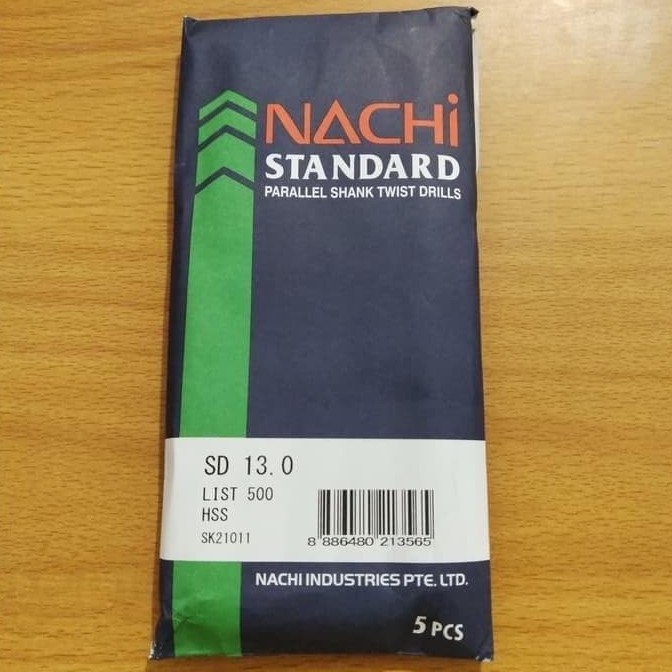 NACHi
STANDARD
PARALLEL SHANK TWIST DRILLS
SD 13.0
LIST 500
HSS
SK21011
8 886480 213565
NACHI INDUSTRIES PTE. LTD.
5 PCS